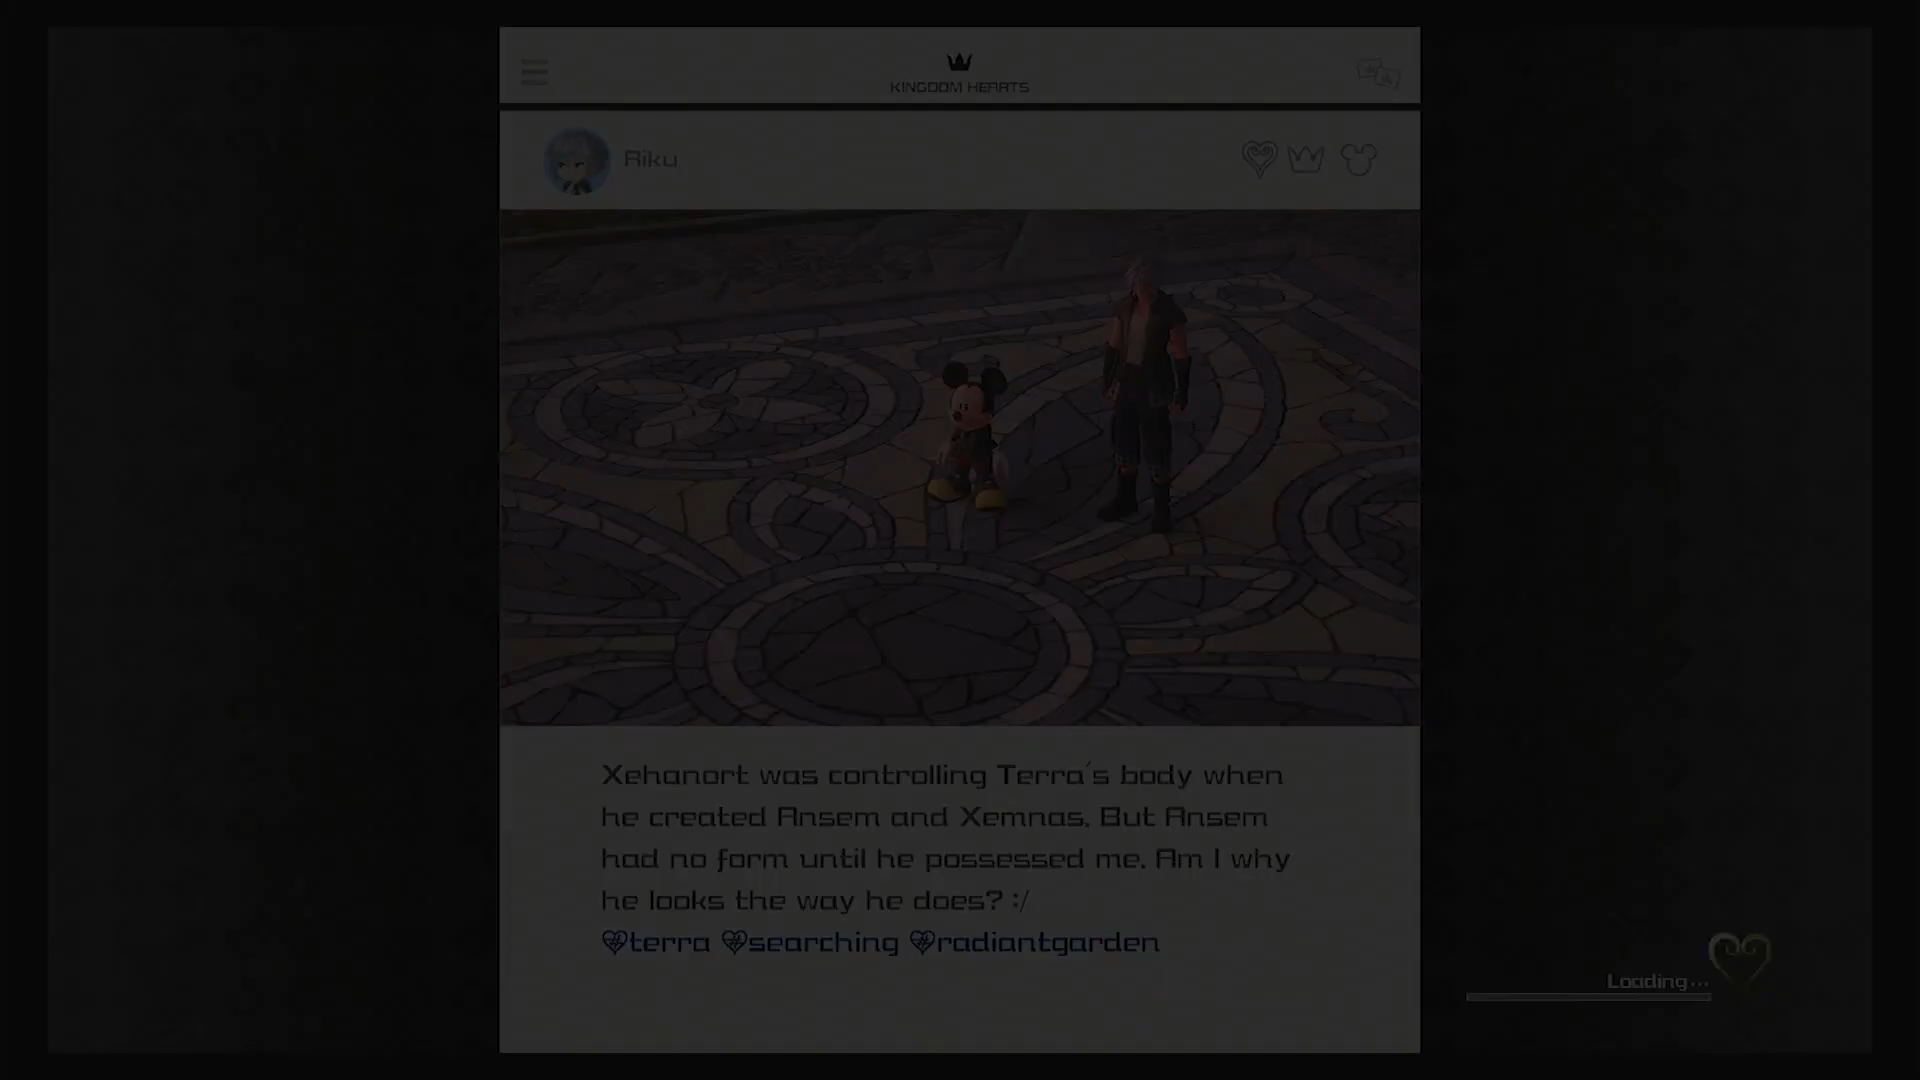 KINGDOM HEARTS
Riku
Xehanort was controlling Terra's body when
he created Ansem and Xemnas. But Ansem
had no form until he possessed me. Am I why
he looks the way he does? :/
terra searching radiantgarden
Loading...